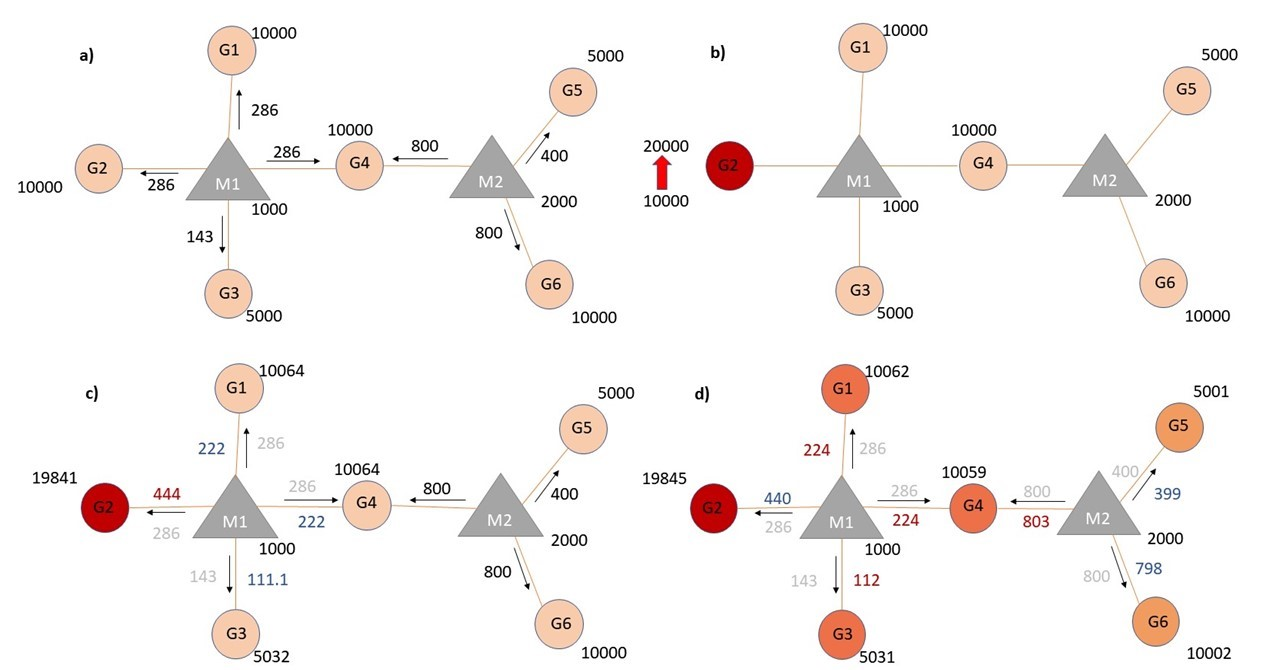 a)
G1
10000
286
G2
10000
286
M1
1000
143
G3
5000
286
10000
G4
800
M2
2000
5000
G5
400
800
G6
10000
b)
G1
10000
20000
10000
G2
M1
1000
G3
5000
10000
G4
M2
2000
5000
G5
G6
10000
c)
G1
10064
222
286
19841
G2
444
286
M1
1000
143
111.1
G3
5032
286
222
10064
G4
800
M2
2000
5000
G5
400
800
G6
10000
d)
G1
10062
224
286
19845
G2
440
286
M1
1000
143
112
G3
5031
286
224
10059
G4
800
803
M2
2000
5001
G5
400
399
800
798
G6
10002